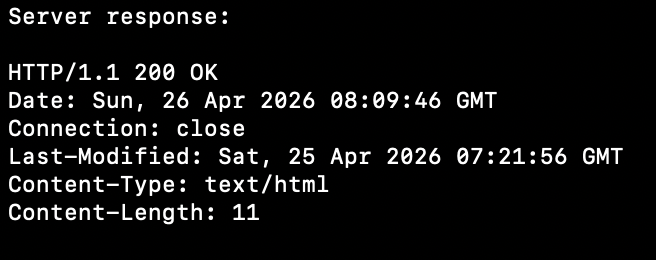 Server response:
HTTP/1.1 200 OK
Date: Sun, 26 Apr 2026 08:09:46 GMT
Connection: close
Last-Modified: Sat, 25 Apr 2026 07:21:56 GMT
Content-Type: text/html
Content-Length: 11